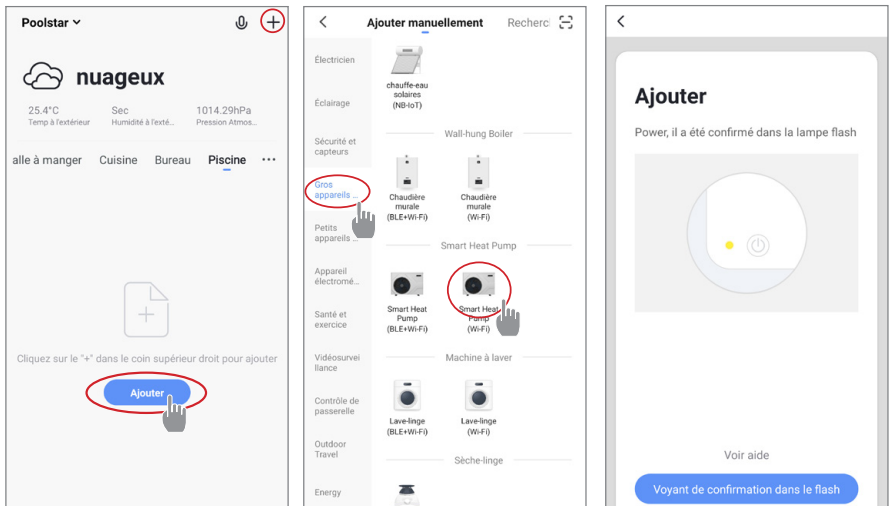 Poolstar
nuageux
25.4°C Sec 1014.29hPa
Temp à l'extérieur Humidité à l'exté... Pression Atmos...
alle à manger Cuisine Bureau Piscine ...
Cliquez sur le "+" dans le coin supérieur droit pour ajouter
Ajouter
Ajouter manuellement Recherc
Électricien
Éclairage
Sécurité et
capteurs
Gros
appareils ...
Petits
appareils ...
Appareil
électromé...
Santé et
exercice
Vidéosurvei
llance
Contrôle de
passerelle
Outdoor
Travel
Energy
chauffe-eau
solaires
(NB-IoT)
Wall-hung Boiler
Chaudière
murale
(BLE+Wi-Fi)
Chaudière
murale
(Wi-Fi)
Smart Heat Pump
Smart Heat
Pump
(BLE+Wi-Fi)
Smart Heat
Pump
(Wi-Fi)
Machine à laver
Lave-linge
(BLE+Wi-Fi)
Lave-linge
(Wi-Fi)
Sèche-linge
Ajouter
Power, il a été confirmé dans la lampe flash
Voir aide
Voyant de confirmation dans le flash